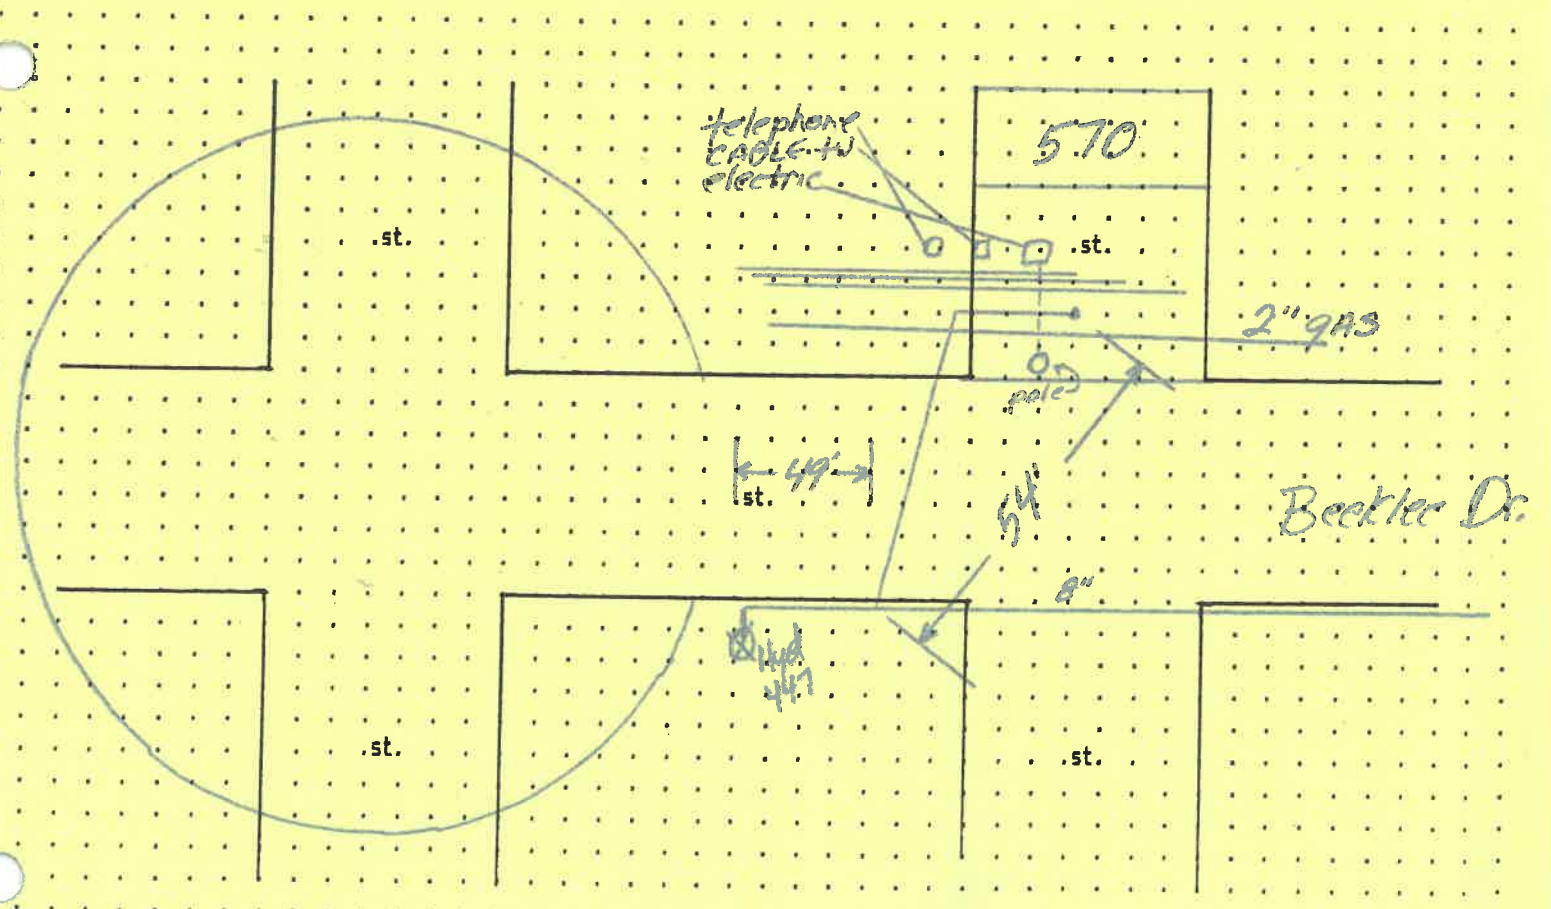 telephone
CABLE tv
electric
570
st.
st.
2" gAS
pole
49'
st.
54'
Beeklee Dr.
8"
Hyd
447
st.
st.